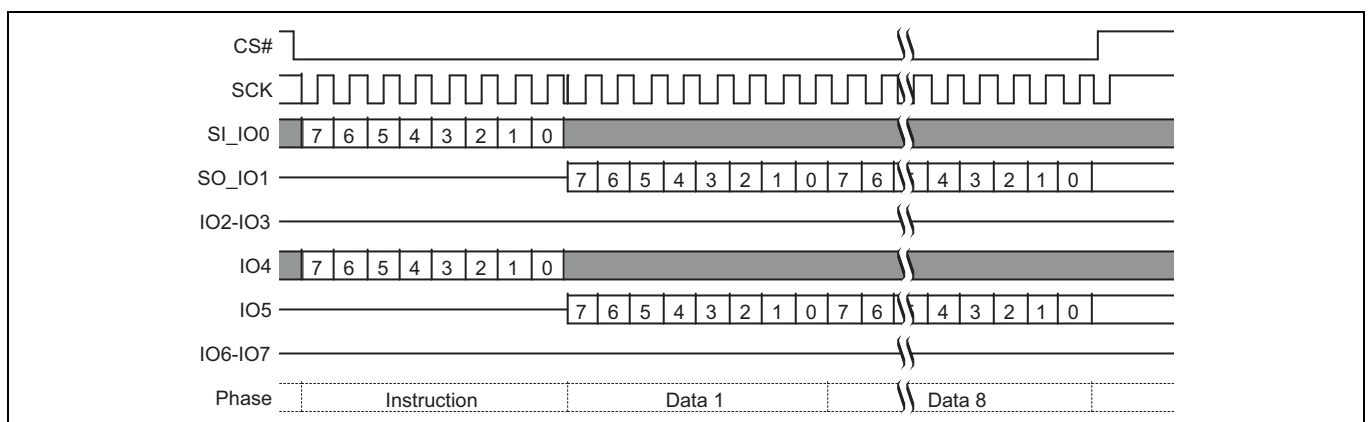 CS#
SCK
SI_IO0 7 6 5 4 3 2 1 0
SO_IO1 7 6 5 4 3 2 1 0 7 6 4 3 2 1 0
IO2-IO3
IO4 7 6 5 4 3 2 1 0
IO5 7 6 5 4 3 2 1 0 7 6 4 3 2 1 0
IO6-IO7
Phase Instruction Data 1 Data 8